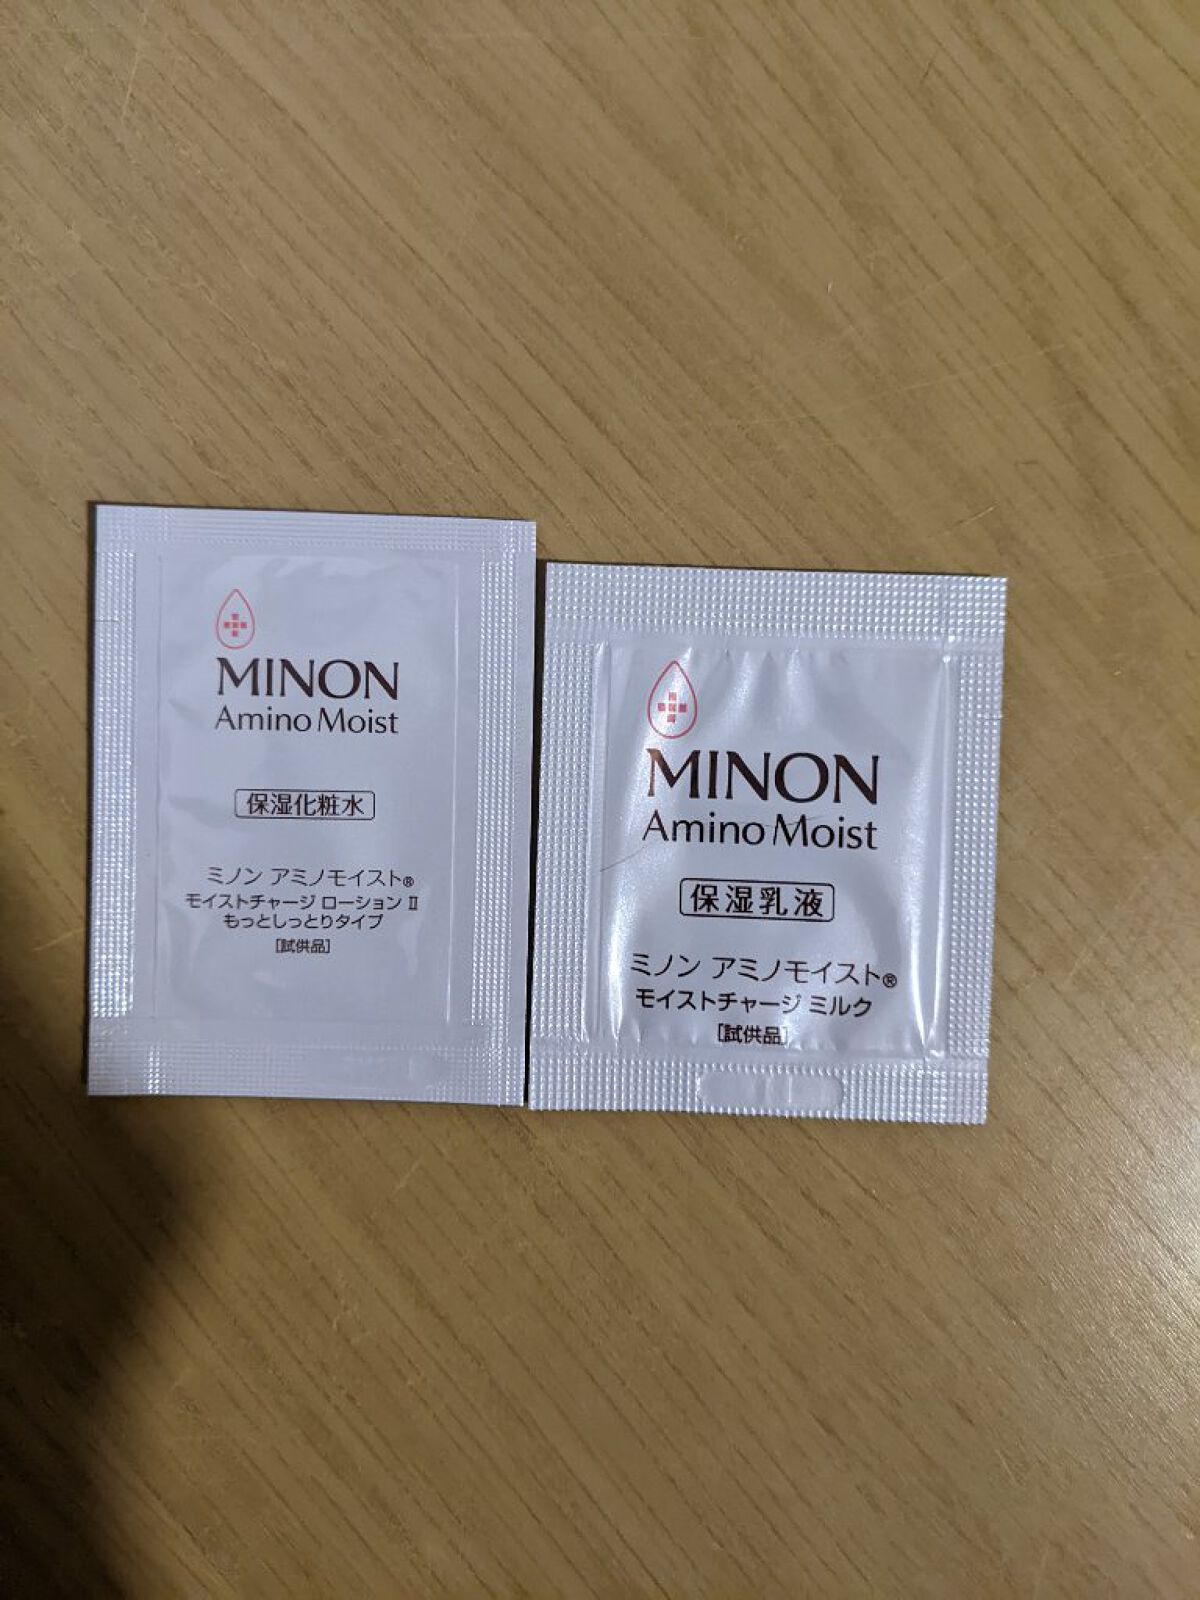 MINON
Amino Moist
保湿化粧水
ミノン アミノモイスト®
モイストチャージ ローション Ⅱ
もっとしっとりタイプ
[試供品]
MINON
Amino Moist
保湿乳液
ミノン アミノモイスト®
モイストチャージ ミルク
[試供品]